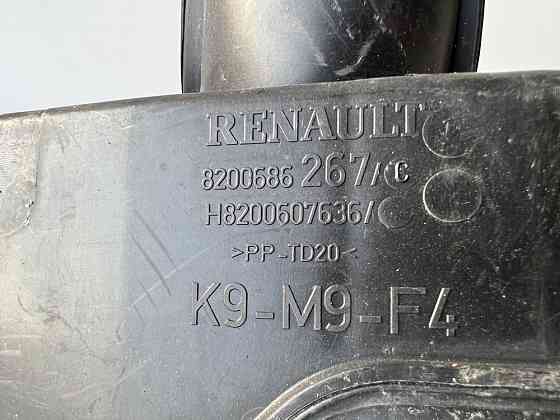 RENAULT
8200686 267/C
H8200607636/
>PP-TD20<
K9-M9-F4